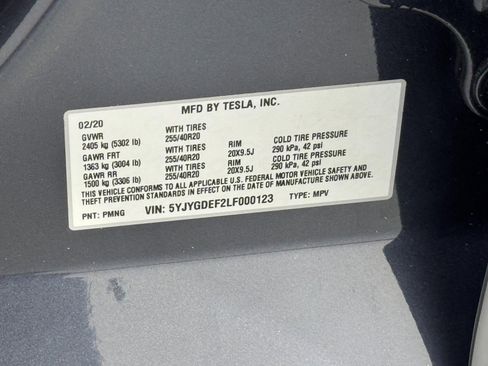 MFD BY TESLA, INC.
02/20
GVWR WITH TIRES
2405 kg (5302 lb) 255/40R20 RIM COLD TIRE PRESSURE
GAWR FRT WITH TIRES 20X9.5J 290 kPa, 42 psi
1363 kg (3004 lb) 255/40R20 RIM COLD TIRE PRESSURE
GAWR RR WITH TIRES 20X9.5J 290 kPa, 42 psi
1500 kg (3306 lb) 255/40R20
THIS VEHICLE CONFORMS TO ALL APPLICABLE U.S. FEDERAL MOTOR VEHICLE SAFETY AND
THEFT PREVENTION STANDARDS IN EFFECT ON THE DATE OF MANUFACTURE SHOWN ABOVE.
PNT: PMNG VIN: 5YJYGDEF2LF000123 TYPE: MPV